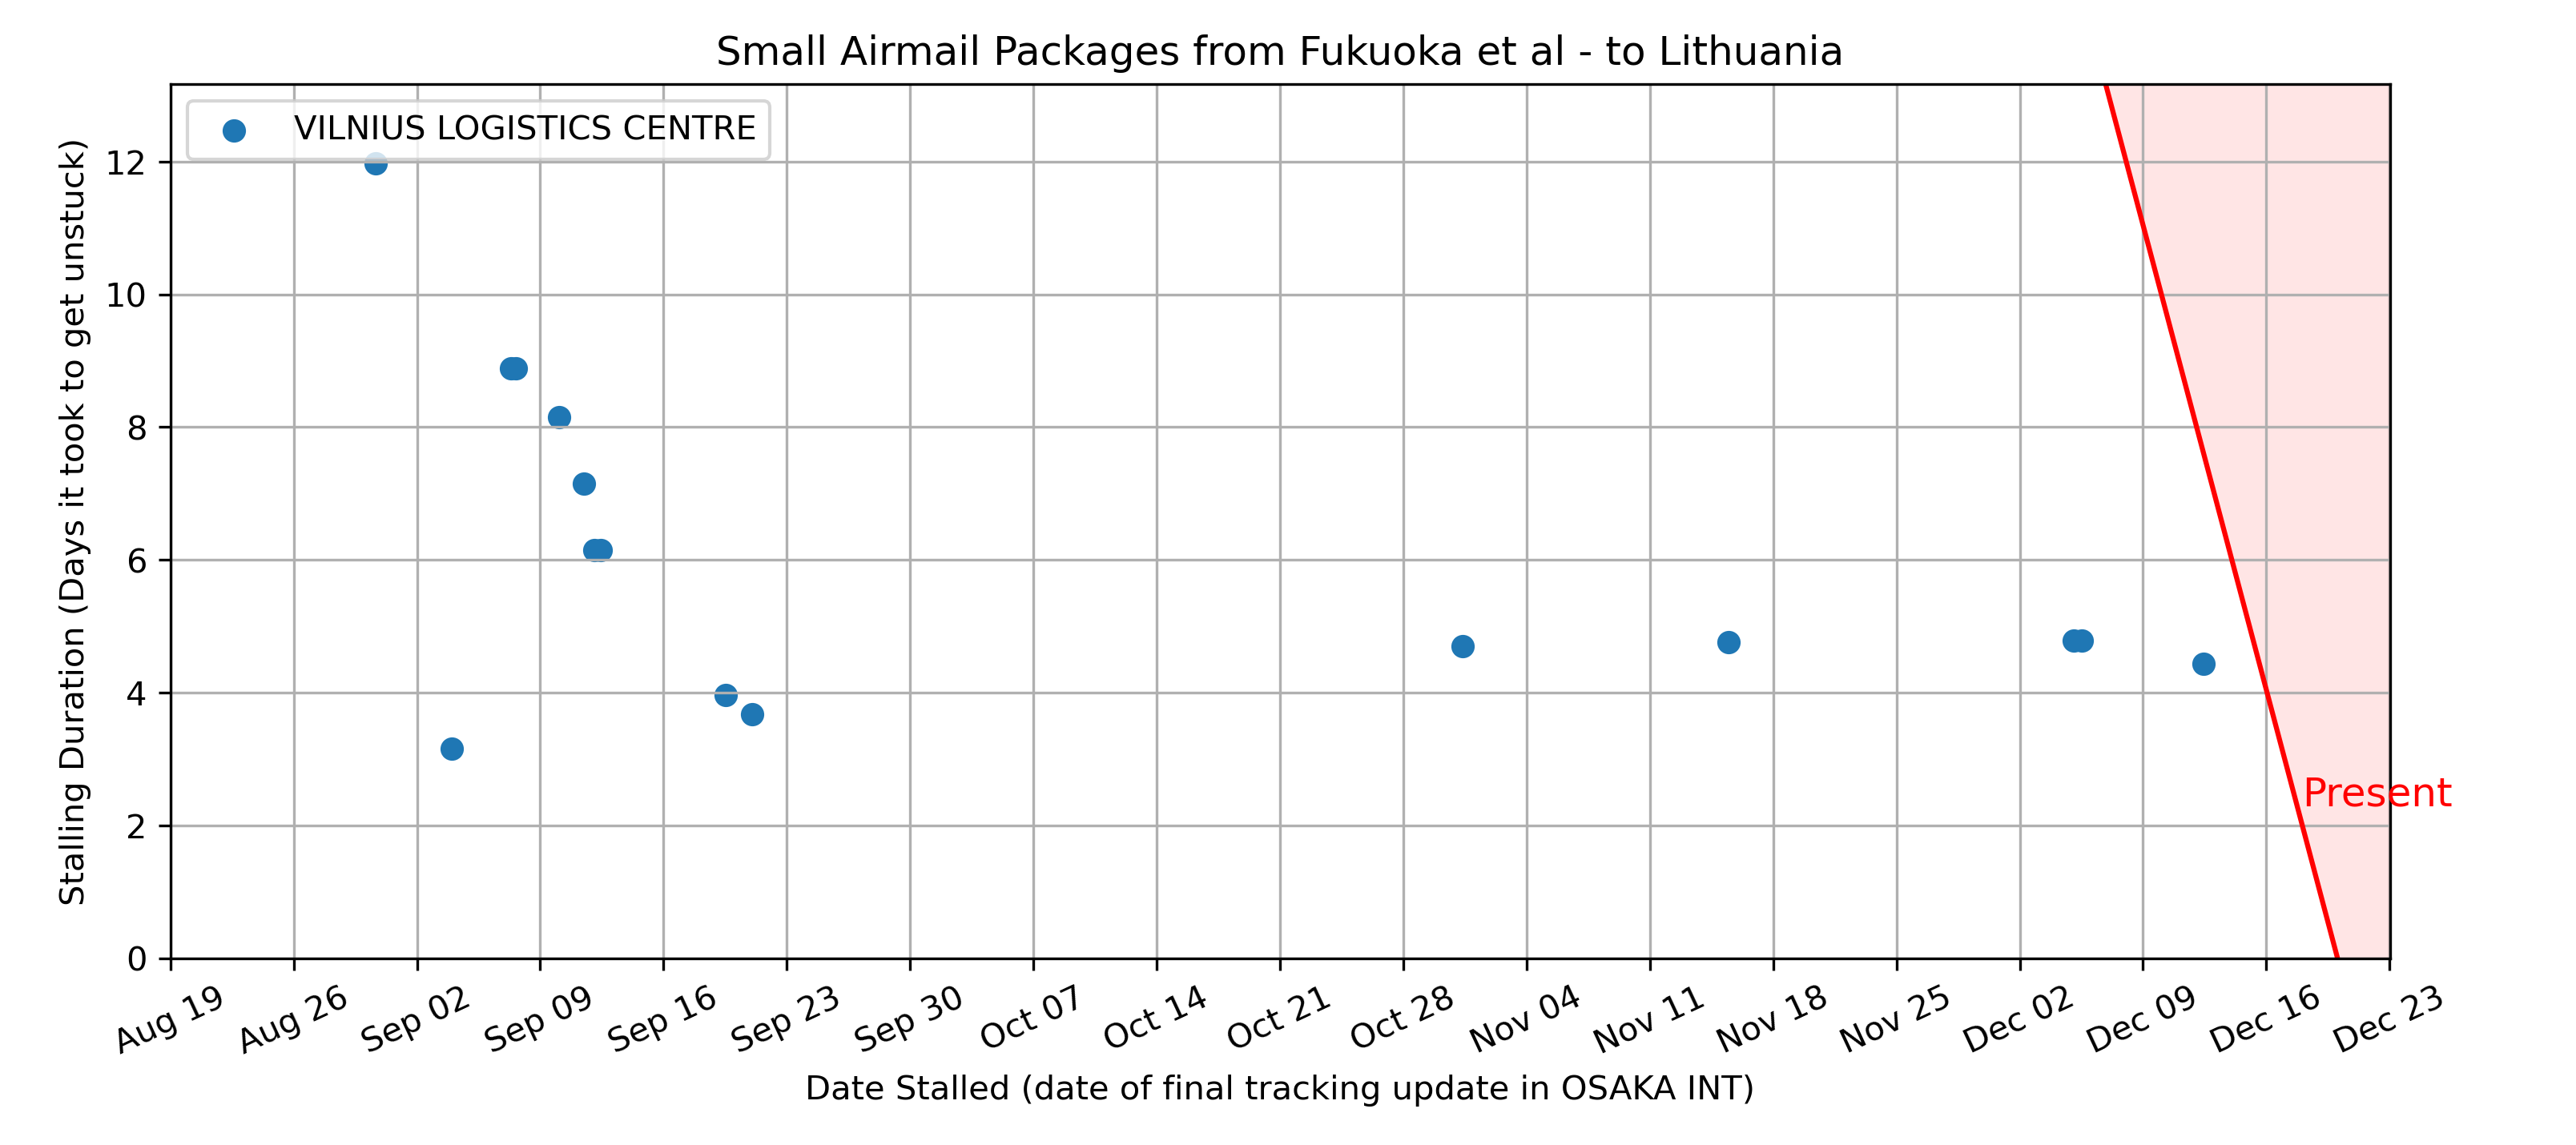 Small Airmail Packages from Fukuoka et al - to Lithuania
VILNIUS LOGISTICS CENTRE
Stalling Duration (Days it took to get unstuck)
12
10
8
6
4
2
0
Present
Aug 19
Aug 26
Sep 02
Sep 09
Sep 16
Sep 23
Sep 30
Oct 07
Oct 14
Oct 21
Oct 28
Nov 04
Nov 11
Nov 18
Nov 25
Dec 02
Dec 09
Dec 16
Dec 23
Date Stalled (date of final tracking update in OSAKA INT)